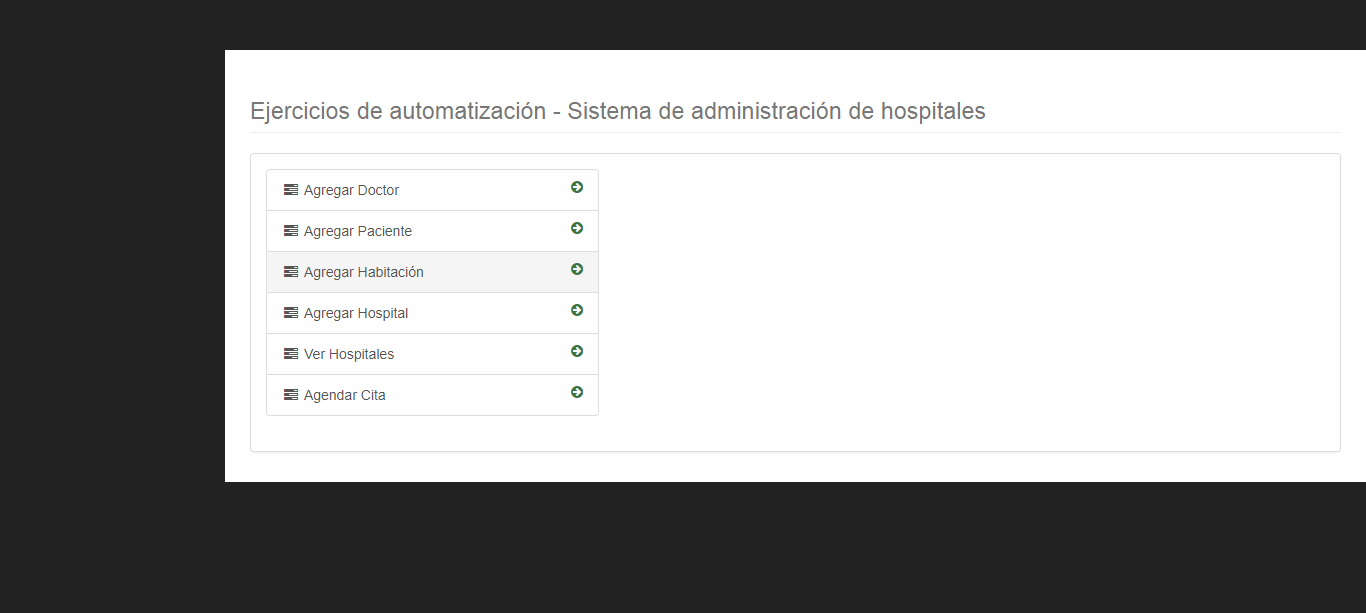 Ejercicios de automatización - Sistema de administración de hospitales
Agregar Doctor
Agregar Paciente
Agregar Habitación
Agregar Hospital
Ver Hospitales
Agendar Cita